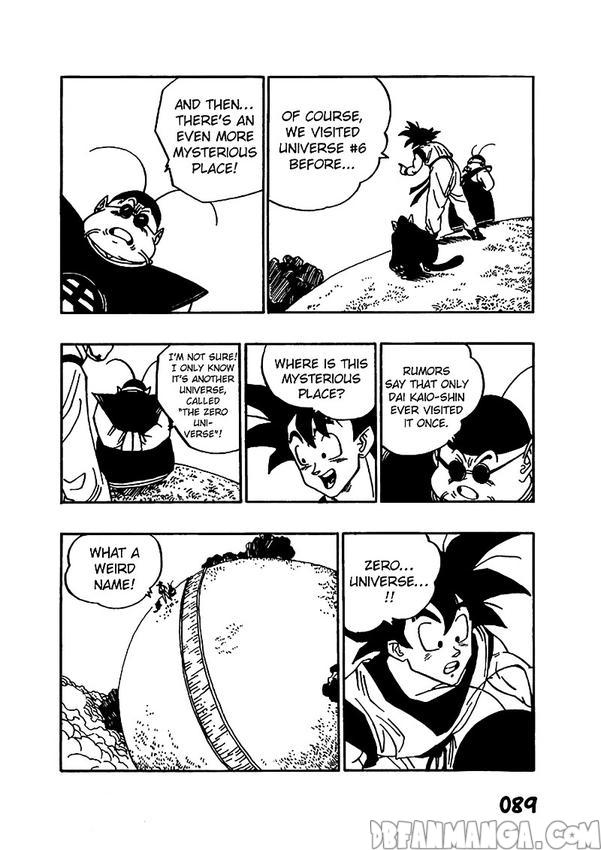 OF COURSE,
WE VISITED
UNIVERSE #6
BEFORE...
AND THEN...
THERE'S AN
EVEN MORE
MYSTERIOUS
PLACE!
RUMORS
SAY THAT ONLY
DAI KAIO-SHIN
EVER VISITED
IT ONCE.
WHERE IS THIS
MYSTERIOUS
PLACE?
I'M NOT SURE!
I ONLY KNOW
IT'S ANOTHER
UNIVERSE,
CALLED
"THE ZERO
UNI-
VERSE"!
ZERO...
UNIVERSE...
!!
WHAT A
WEIRD
NAME!
089
DBFANMANGA.COM